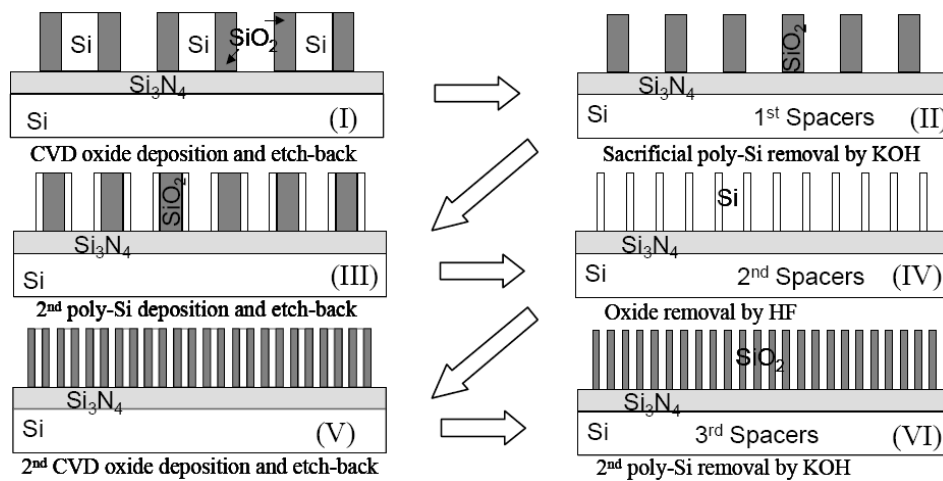 Si Si SiO₂ Si
Si₃N₄
Si (I)
CVD oxide deposition and etch-back
SiO₂
Si₃N₄
Si 1st Spacers (II)
Sacrificial poly-Si removal by KOH
SiO₂
Si₃N₄
Si (III)
2nd poly-Si deposition and etch-back
Si
Si₃N₄
Si 2nd Spacers (IV)
Oxide removal by HF
Si₃N₄
Si (V)
2nd CVD oxide deposition and etch-back
SiO₂
Si₃N₄
Si 3rd Spacers (VI)
2nd poly-Si removal by KOH